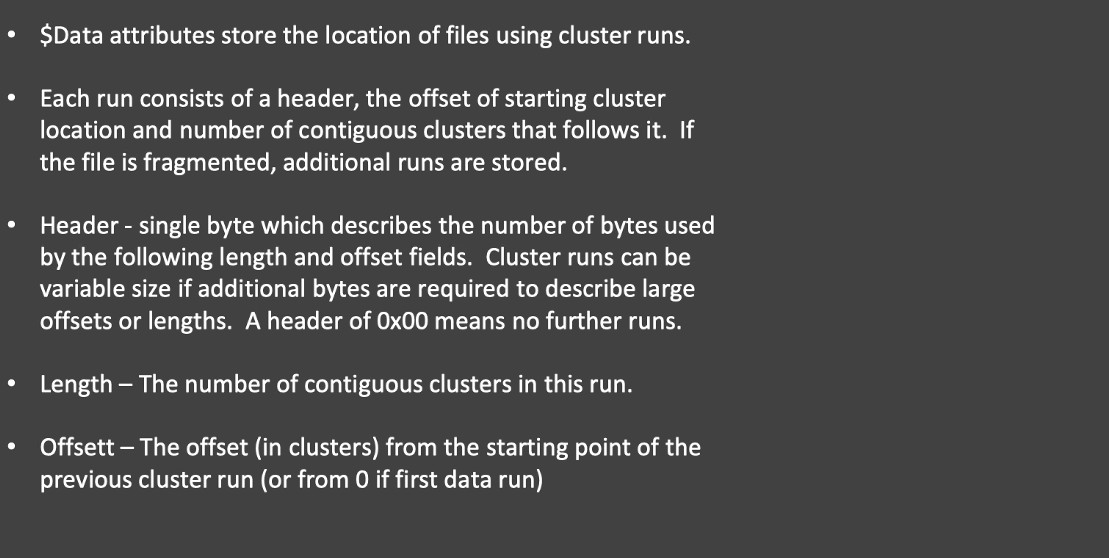 • $Data attributes store the location of files using cluster runs.
• Each run consists of a header, the offset of starting cluster
location and number of contiguous clusters that follows it.  If
the file is fragmented, additional runs are stored.
• Header - single byte which describes the number of bytes used
by the following length and offset fields.  Cluster runs can be
variable size if additional bytes are required to describe large
offsets or lengths.  A header of 0x00 means no further runs.
• Length – The number of contiguous clusters in this run.
• Offsett – The offset (in clusters) from the starting point of the
previous cluster run (or from 0 if first data run)